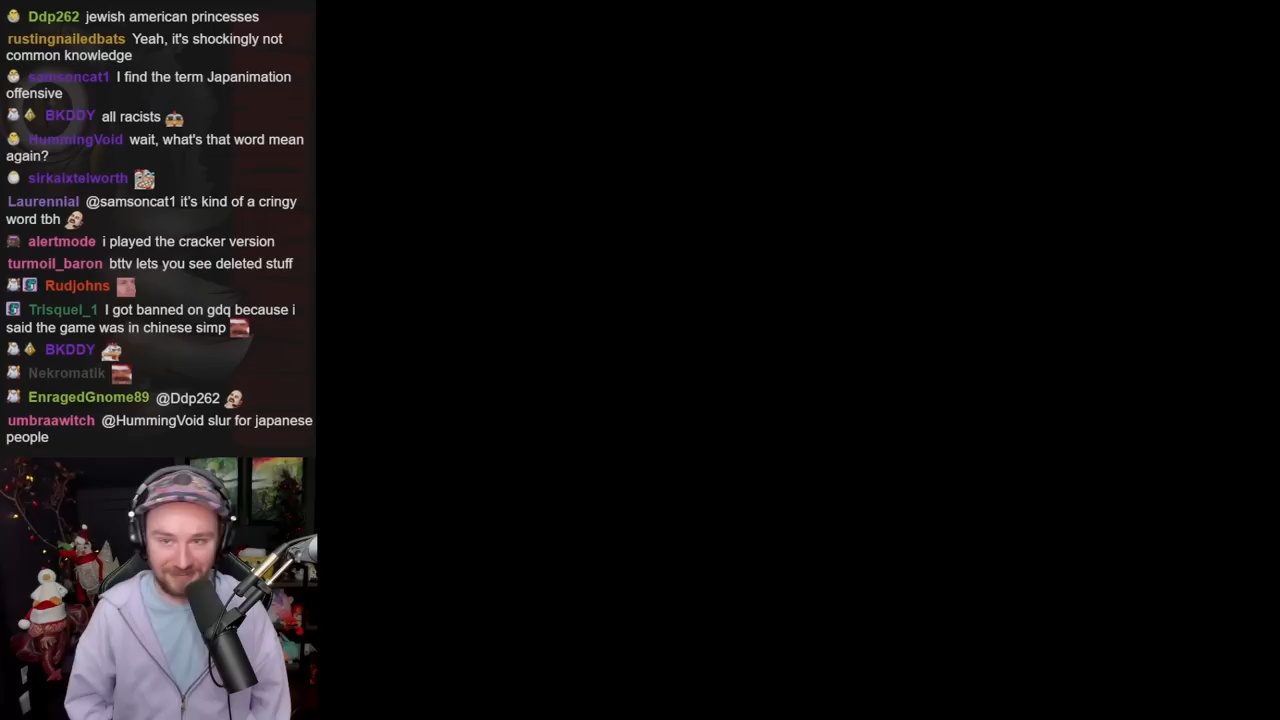 Ddp262 jewish american princesses
rustingnailedbats Yeah, it's shockingly not
common knowledge
samsoncat1 I find the term Japanimation
offensive
BKDDY all racists
HummingVoid wait, what's that word mean
again?
sirkaixtelworth
Laurennial @samsoncat1 it's kind of a cringy
word tbh
alertmode i played the cracker version
turmoil_baron bttv lets you see deleted stuff
Rudjohns
Trisquel_1 I got banned on gdq because i
said the game was in chinese simp
BKDDY
Nekromatik
EnragedGnome89 @Ddp262
umbraawitch @HummingVoid slur for japanese
people